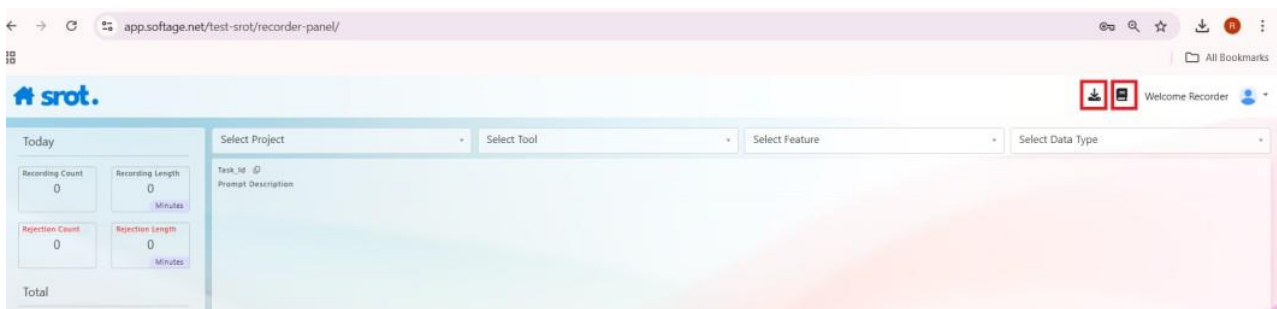 app.softage.net/test-srot/recorder-panel/
R
All Bookmarks
srot.
Welcome Recorder
Today
Select Project
Select Tool
Select Feature
Select Data Type
Task_Id
Prompt Description
Recording Count
0
Recording Length
0
Minutes
Rejection Count
0
Rejection Length
0
Minutes
Total